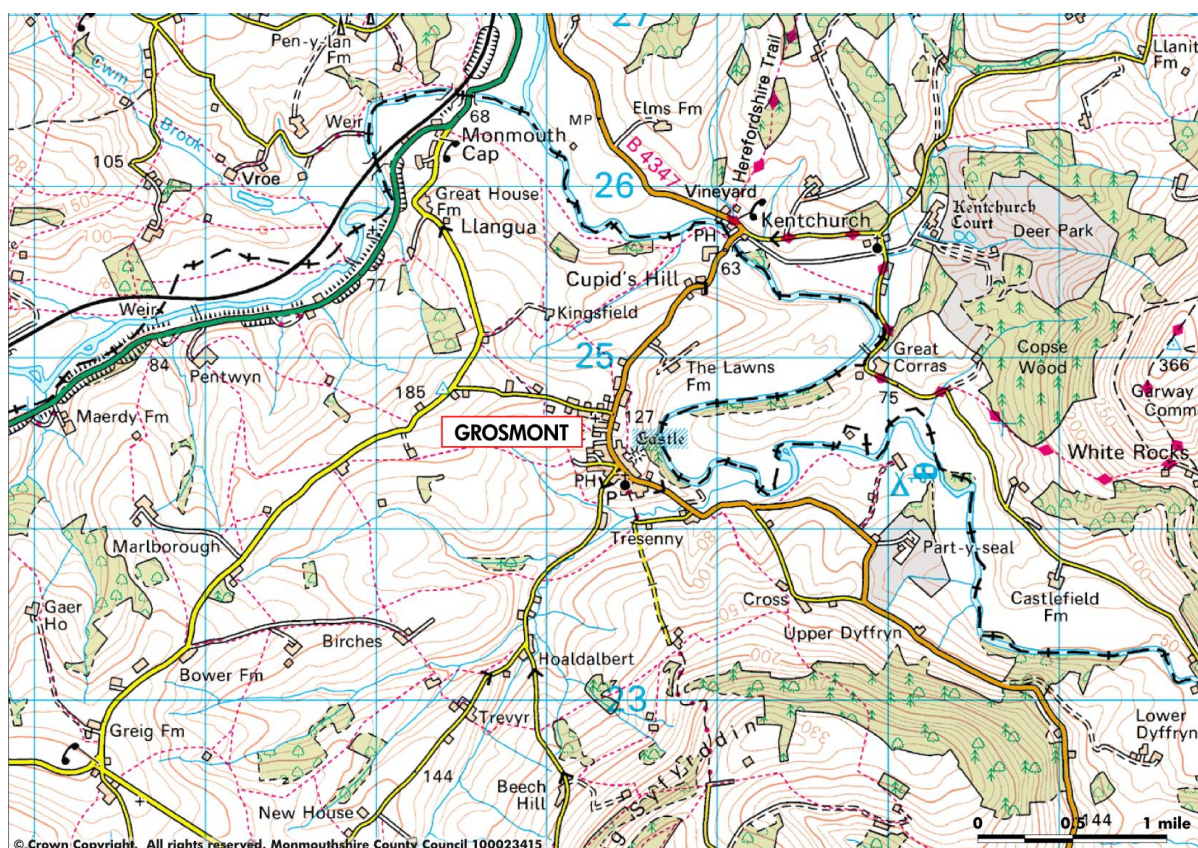 27
Pen-y-lan
Fm
Cwm
Brook
Weir
68
Monmouth
Cap
105
Vroe
MP
Elms Fm
B 4347
Herefordshire Trail
Llanit
Fm
26
Vineyard
Kentchurch
Kentchurch
Court
Deer Park
Great House
Fm
Llangua
PH
63
Cupid's Hill
77
Weir
Kingsfield
25
84
Pentwyn
The Lawns
Fm
Great
Corras
75
Copse
Wood
366
Garway
Comm
Maerdy Fm
185
127
GROSMONT
Castle
White Rocks
PH
P
Tresenny
Marlborough
Part-y-seal
Gaer
Ho
Birches
Cross
Castlefield
Fm
Upper Dyffryn
Hoaldalbert
200
Bower Fm
23
Trevyr
330
Greig Fm
144
Lower
Dyffryn
Beech
Hill
g Syfyrddin
New House
0 0.5 1 mile
144
© Crown Copyright. All rights reserved. Monmouthshire County Council 100023415